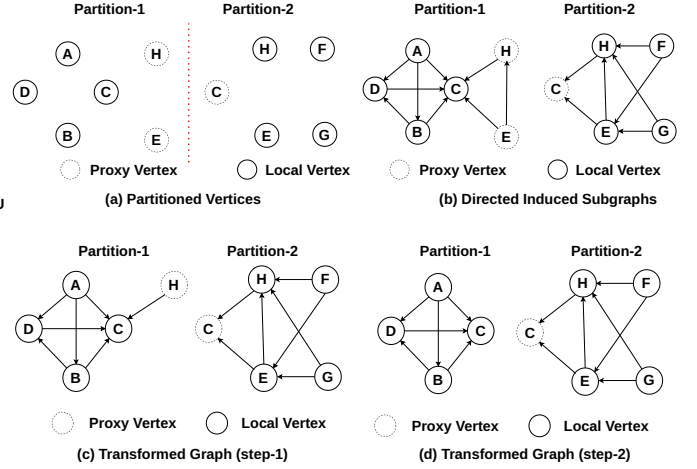 Partition-1 Partition-2
A H H F
D C C
B E E G
Proxy Vertex Local Vertex
(a) Partitioned Vertices
Partition-1 Partition-2
A H H F
D C C
B E E G
Proxy Vertex Local Vertex
(b) Directed Induced Subgraphs
U
Partition-1 Partition-2
A H H F
D C C
B E G
Proxy Vertex Local Vertex
(c) Transformed Graph (step-1)
Partition-1 Partition-2
A H F
D C C
B E G
Proxy Vertex Local Vertex
(d) Transformed Graph (step-2)